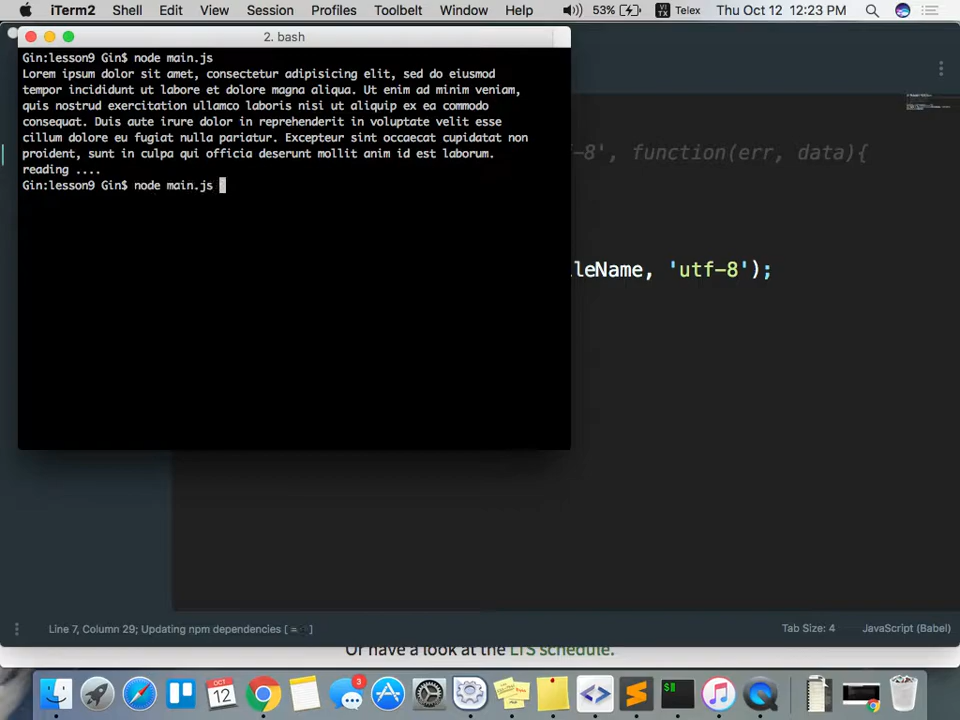 iTerm2 Shell Edit View Session Profiles Toolbelt Window Help 53% VI TX Telex Thu Oct 12 12:23 PM
2. bash
Gin:lesson9 Gin$ node main.js
Lorem ipsum dolor sit amet, consectetur adipisicing elit, sed do eiusmod
tempor incididunt ut labore et dolore magna aliqua. Ut enim ad minim veniam,
quis nostrud exercitation ullamco laboris nisi ut aliquip ex ea commodo
consequat. Duis aute irure dolor in reprehenderit in voluptate velit esse
cillum dolore eu fugiat nulla pariatur. Excepteur sint occaecat cupidatat non
proident, sunt in culpa qui officia deserunt mollit anim id est laborum.
reading ....
Gin:lesson9 Gin$ node main.js
f-8', function(err, data){
leName, 'utf-8');
Line 7, Column 29; Updating npm dependencies [ = ] Tab Size: 4 JavaScript (Babel)
Or have a look at the LTS schedule.
OCT
12
3
$